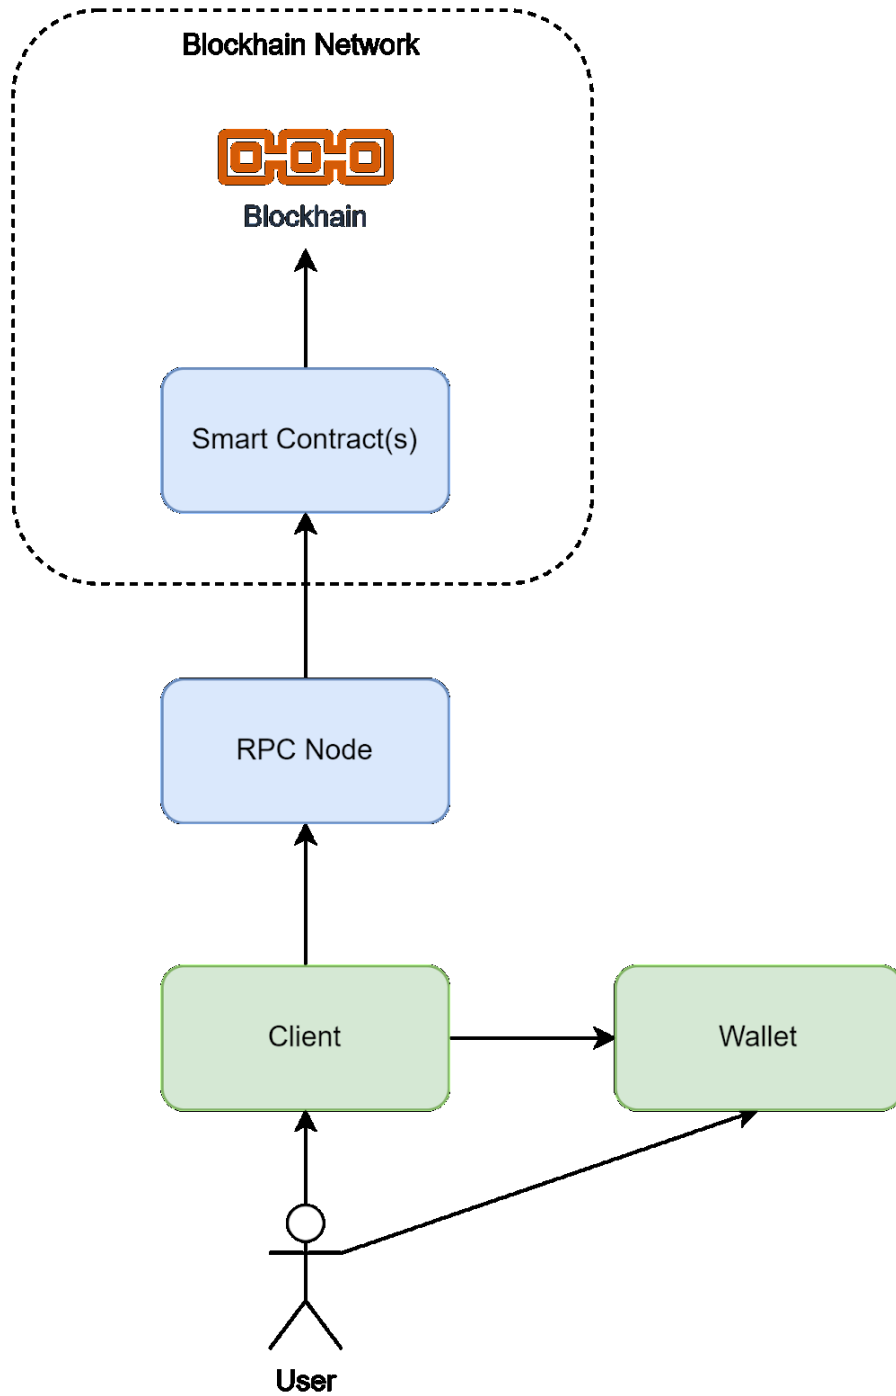 Blockhain Network
Blockhain
Smart Contract(s)
RPC Node
Client
Wallet
User